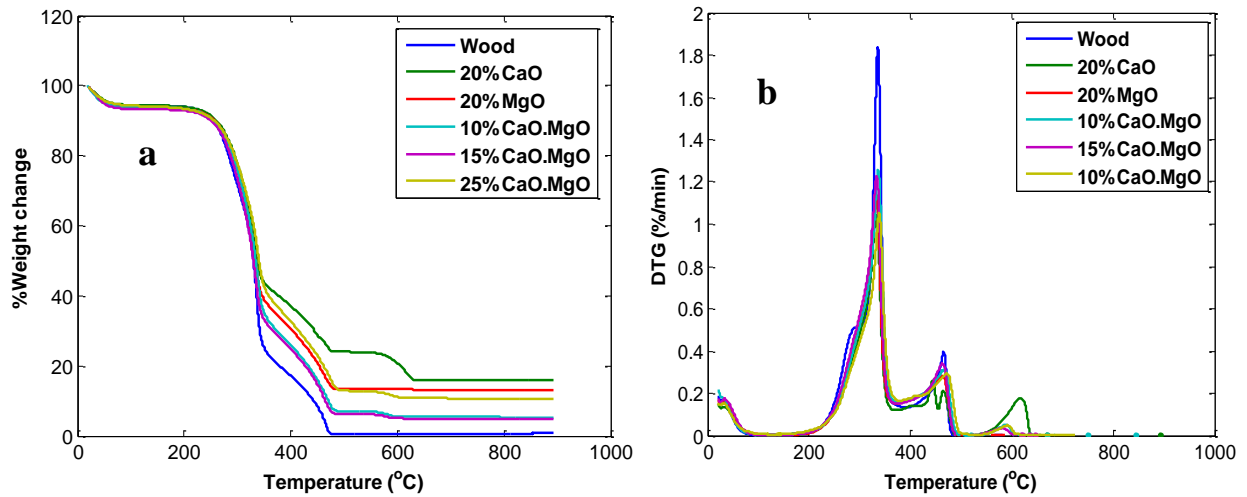 120
100
80
60
40
20
0
0
200
400
600
800
1000
%Weight change
Temperature (°C)
a
Wood
20%CaO
20%MgO
10%CaO.MgO
15%CaO.MgO
25%CaO.MgO
2
1.8
1.6
1.4
1.2
1
0.8
0.6
0.4
0.2
0
0
200
400
600
800
1000
DTG (%/min)
Temperature (°C)
b
Wood
20%CaO
20%MgO
10%CaO.MgO
15%CaO.MgO
10%CaO.MgO